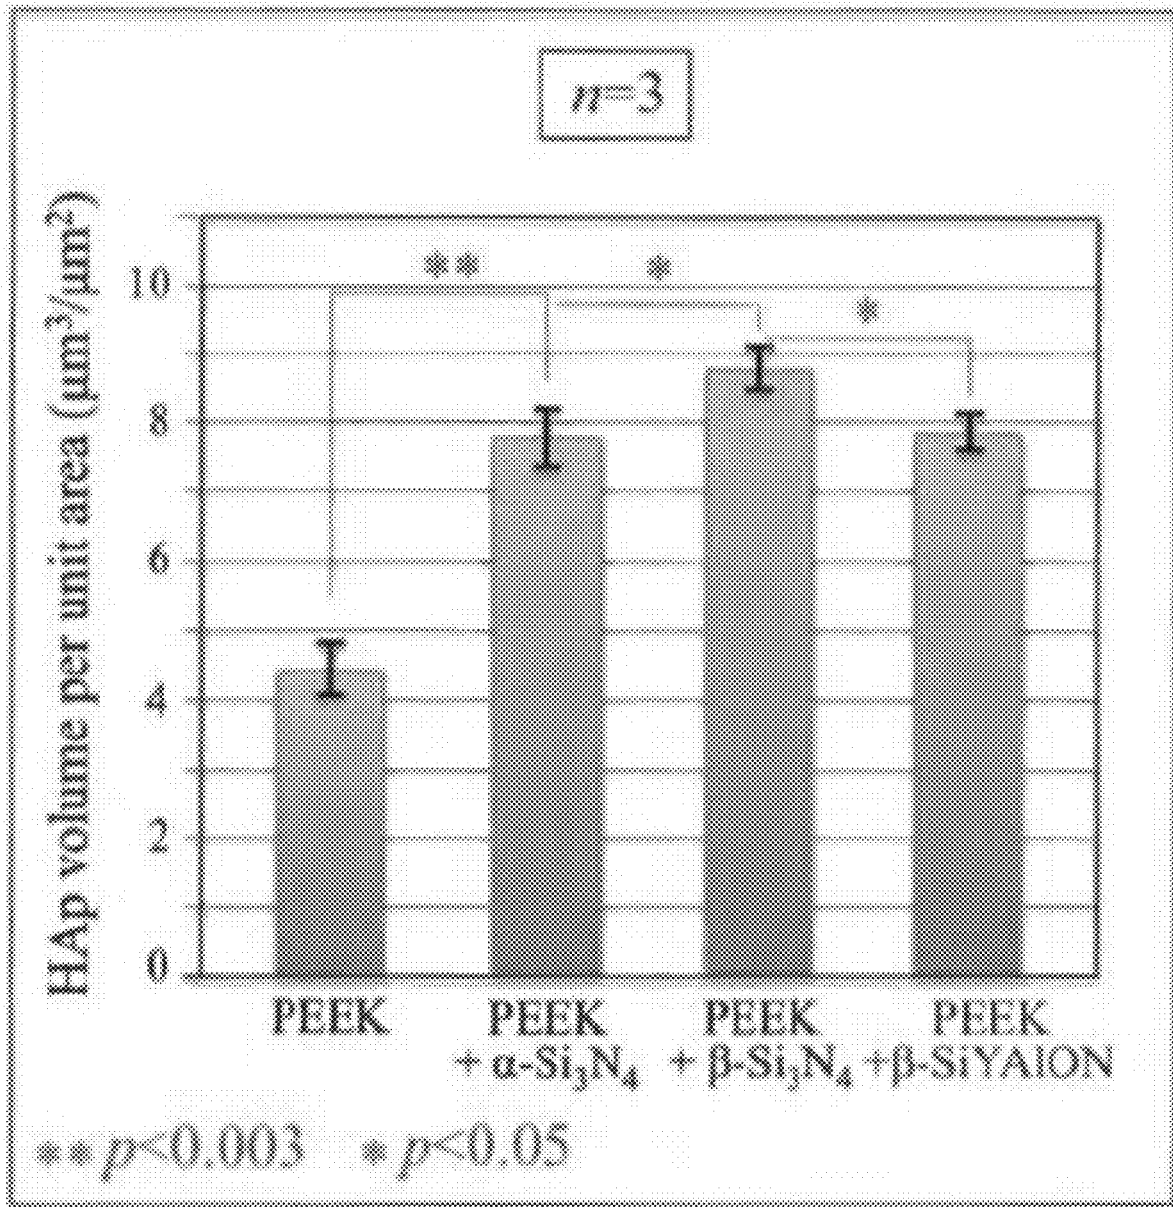 n=3
HAp volume per unit area (μm³/μm²)
** *
*
10
8
6
4
2
0
PEEK PEEK PEEK PEEK
+ α-Si₃N₄ + β-Si₃N₄ +β-SiYAlON
** p<0.003 * p<0.05